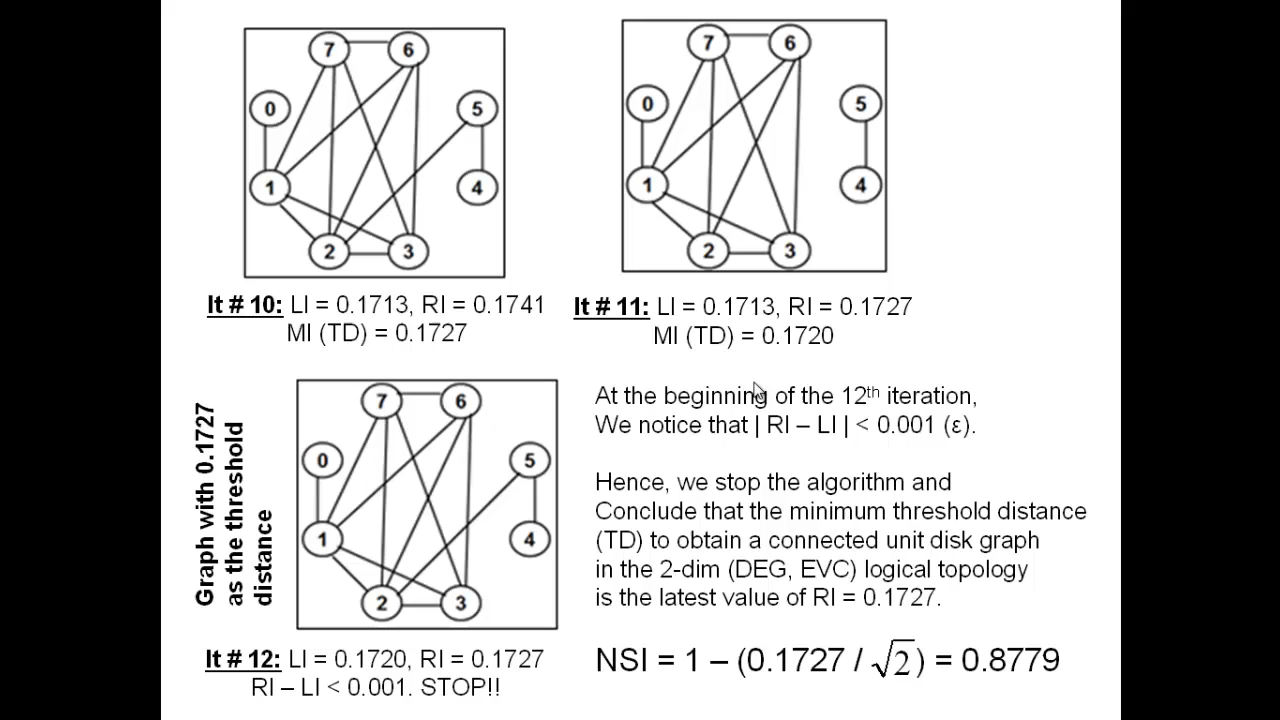 7 6
0 5
1 4
2 3
It # 10: LI = 0.1713, RI = 0.1741
MI (TD) = 0.1727
7 6
0 5
1 4
2 3
It # 11: LI = 0.1713, RI = 0.1727
MI (TD) = 0.1720
Graph with 0.1727
as the threshold
distance
7 6
0 5
1 4
2 3
It # 12: LI = 0.1720, RI = 0.1727
RI – LI < 0.001. STOP!!
At the beginning of the 12th iteration,
We notice that | RI – LI | < 0.001 (ε).
Hence, we stop the algorithm and
Conclude that the minimum threshold distance
(TD) to obtain a connected unit disk graph
in the 2-dim (DEG, EVC) logical topology
is the latest value of RI = 0.1727.
NSI = 1 – (0.1727 / √2 ) = 0.8779